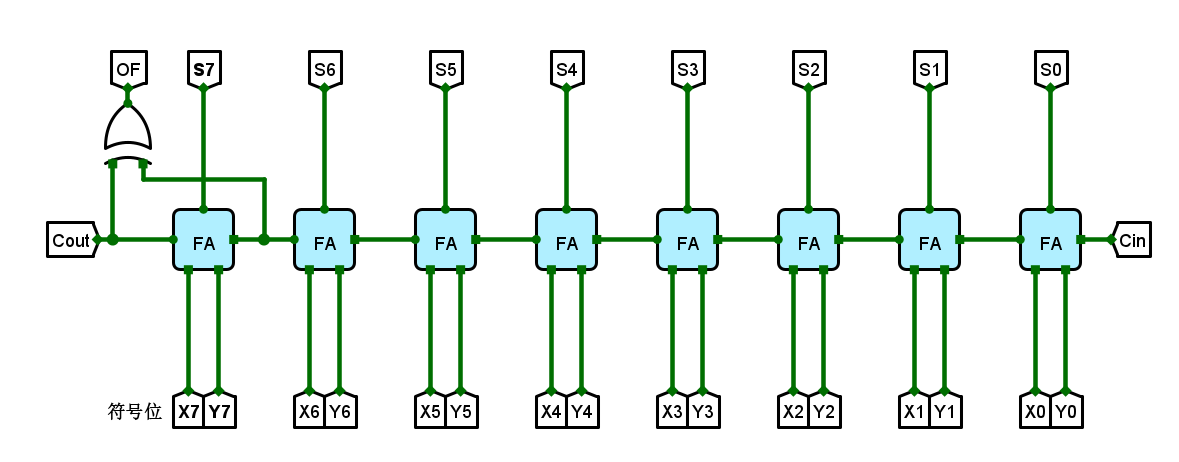 OF S7 S6 S5 S4 S3 S2 S1 S0
Cout FA FA FA FA FA FA FA FA Cin
符号位 X7 Y7 X6 Y6 X5 Y5 X4 Y4 X3 Y3 X2 Y2 X1 Y1 X0 Y0